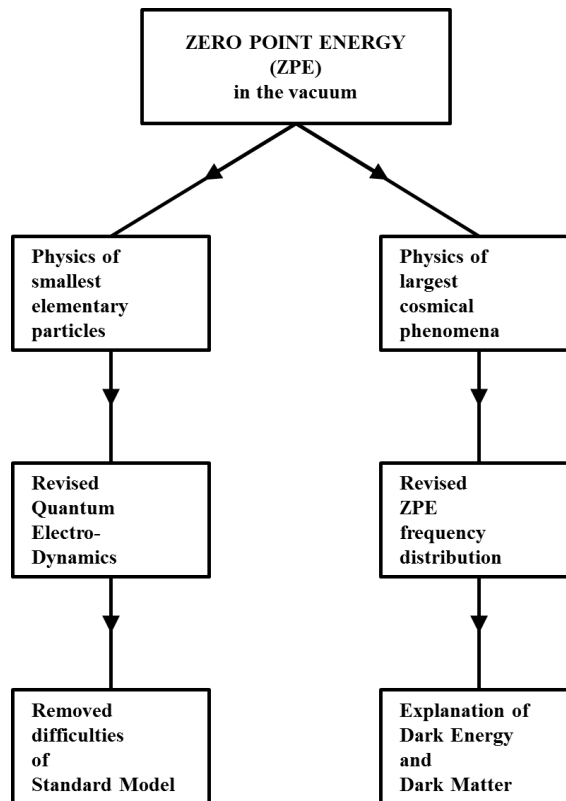 ZERO POINT ENERGY
(ZPE)
in the vacuum
Physics of
smallest
elementary
particles
Physics of
largest
cosmical
phenomena
Revised
Quantum
Electro-
Dynamics
Revised
ZPE
frequency
distribution
Removed
difficulties
of
Standard Model
Explanation of
Dark Energy
and
Dark Matter